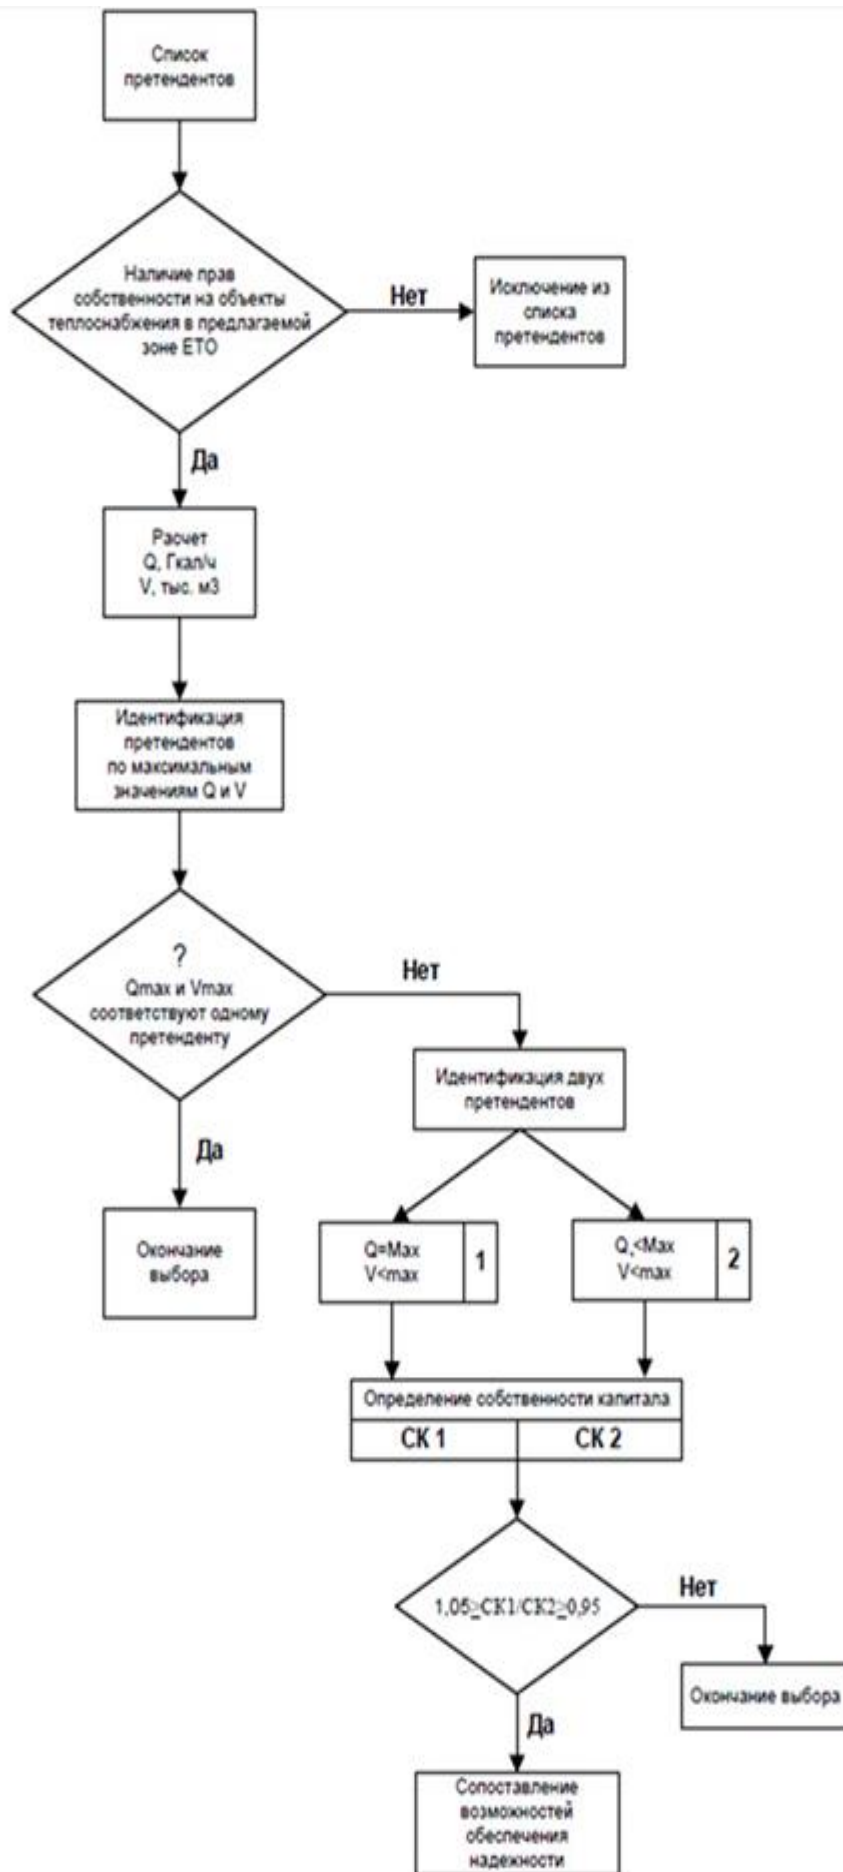 Список
претендентов
Наличие прав
собственности на объекты
теплоснабжения в предлагаемой
зоне ЕТО
Нет
Исключение из
списка
претендентов
Да
Расчет
Q, Гкал/ч
V, тыс. м3
Идентификация
претендентов
по максимальным
значениям Q и V
?
Qmax и Vmax
соответствуют одному
претенденту
Нет
Идентификация двух
претендентов
Да
Окончание
выбора
Q=Max
V<max
1
Q,<Max
V<max
2
Определение собственности капитала
СК 1
СК 2
1,05≥СК1/СК2≥0,95
Нет
Окончание выбора
Да
Сопоставление
возможностей
обеспечения
надежности